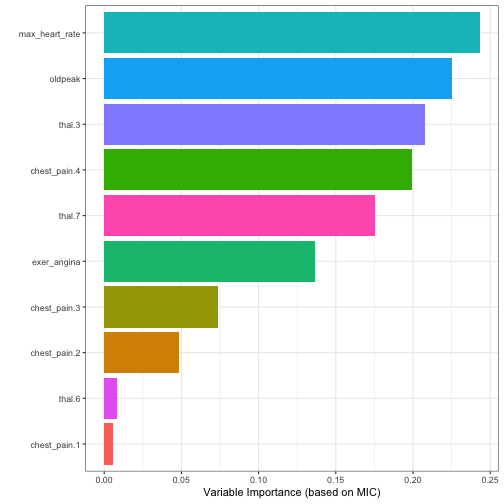 max_heart_rate
oldpeak
thal.3
chest_pain.4
thal.7
exer_angina
chest_pain.3
chest_pain.2
thal.6
chest_pain.1
0.00 0.05 0.10 0.15 0.20 0.25
Variable Importance (based on MIC)